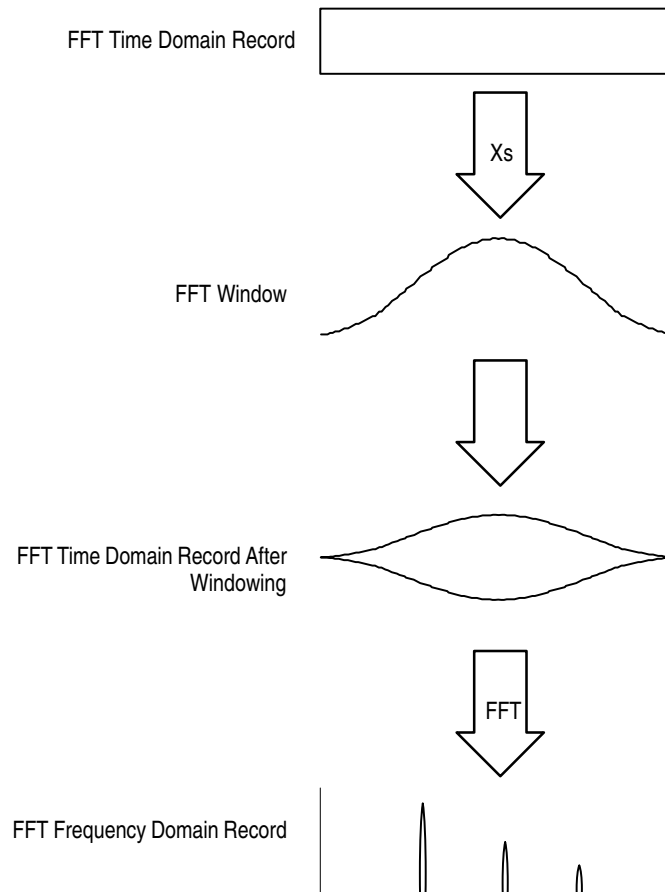 FFT Time Domain Record
Xs
FFT Window
FFT Time Domain Record After
Windowing
FFT
FFT Frequency Domain Record